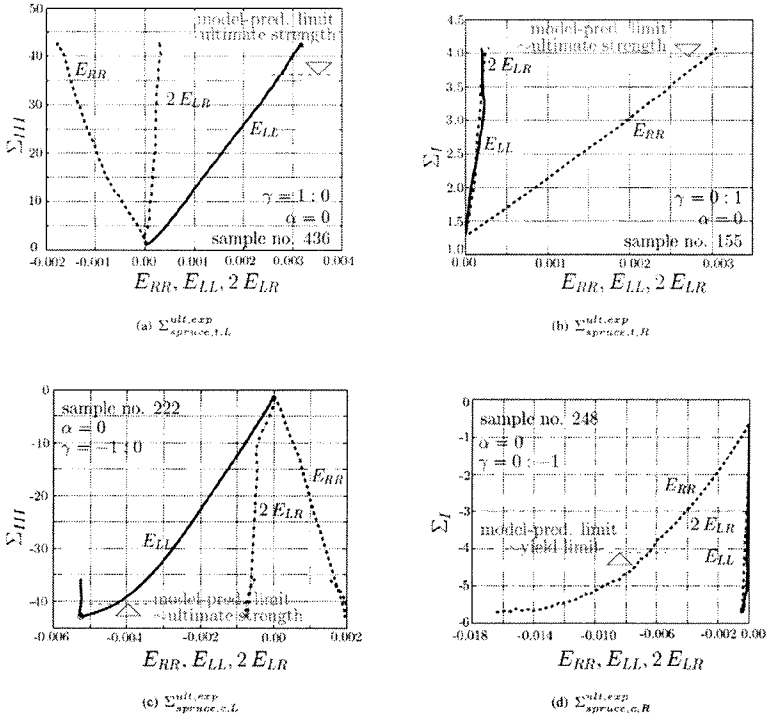 model-pred. limit
~ultimate strength
50
40
30
20
10
0
Σ_III
E_RR
2 E_LR
E_LL
γ = 1 : 0
α = 0
sample no. 436
-0.002 -0.001 0.00 0.001 0.002 0.003 0.004
E_RR, E_LL, 2 E_LR
(a) Σ^{ult,exp}_{spruce,t,L}
model-pred. limit
~ultimate strength
4.5
4.0
3.5
3.0
2.5
2.0
1.5
1.0
Σ_I
2 E_LR
E_LL
E_RR
γ = 0 : 1
α = 0
sample no. 155
0.00 0.001 0.002 0.003
E_RR, E_LL, 2 E_LR
(b) Σ^{ult,exp}_{spruce,t,R}
0
-10
-20
-30
-40
Σ_III
sample no. 222
α = 0
γ = -1 : 0
E_RR
2 E_LR
E_LL
model-pred. limit
~ultimate strength
-0.006 -0.004 -0.002 0.000 0.002
E_RR, E_LL, 2 E_LR
(c) Σ^{ult,exp}_{spruce,c,L}
0
-1
-2
-3
-4
-5
-6
Σ_I
sample no. 248
α = 0
γ = 0 : -1
E_RR
2 E_LR
E_LL
model-pred. limit
~yield limit
-0.018 -0.014 -0.010 -0.006 -0.002 0.00
E_RR, E_LL, 2 E_LR
(d) Σ^{ult,exp}_{spruce,c,R}